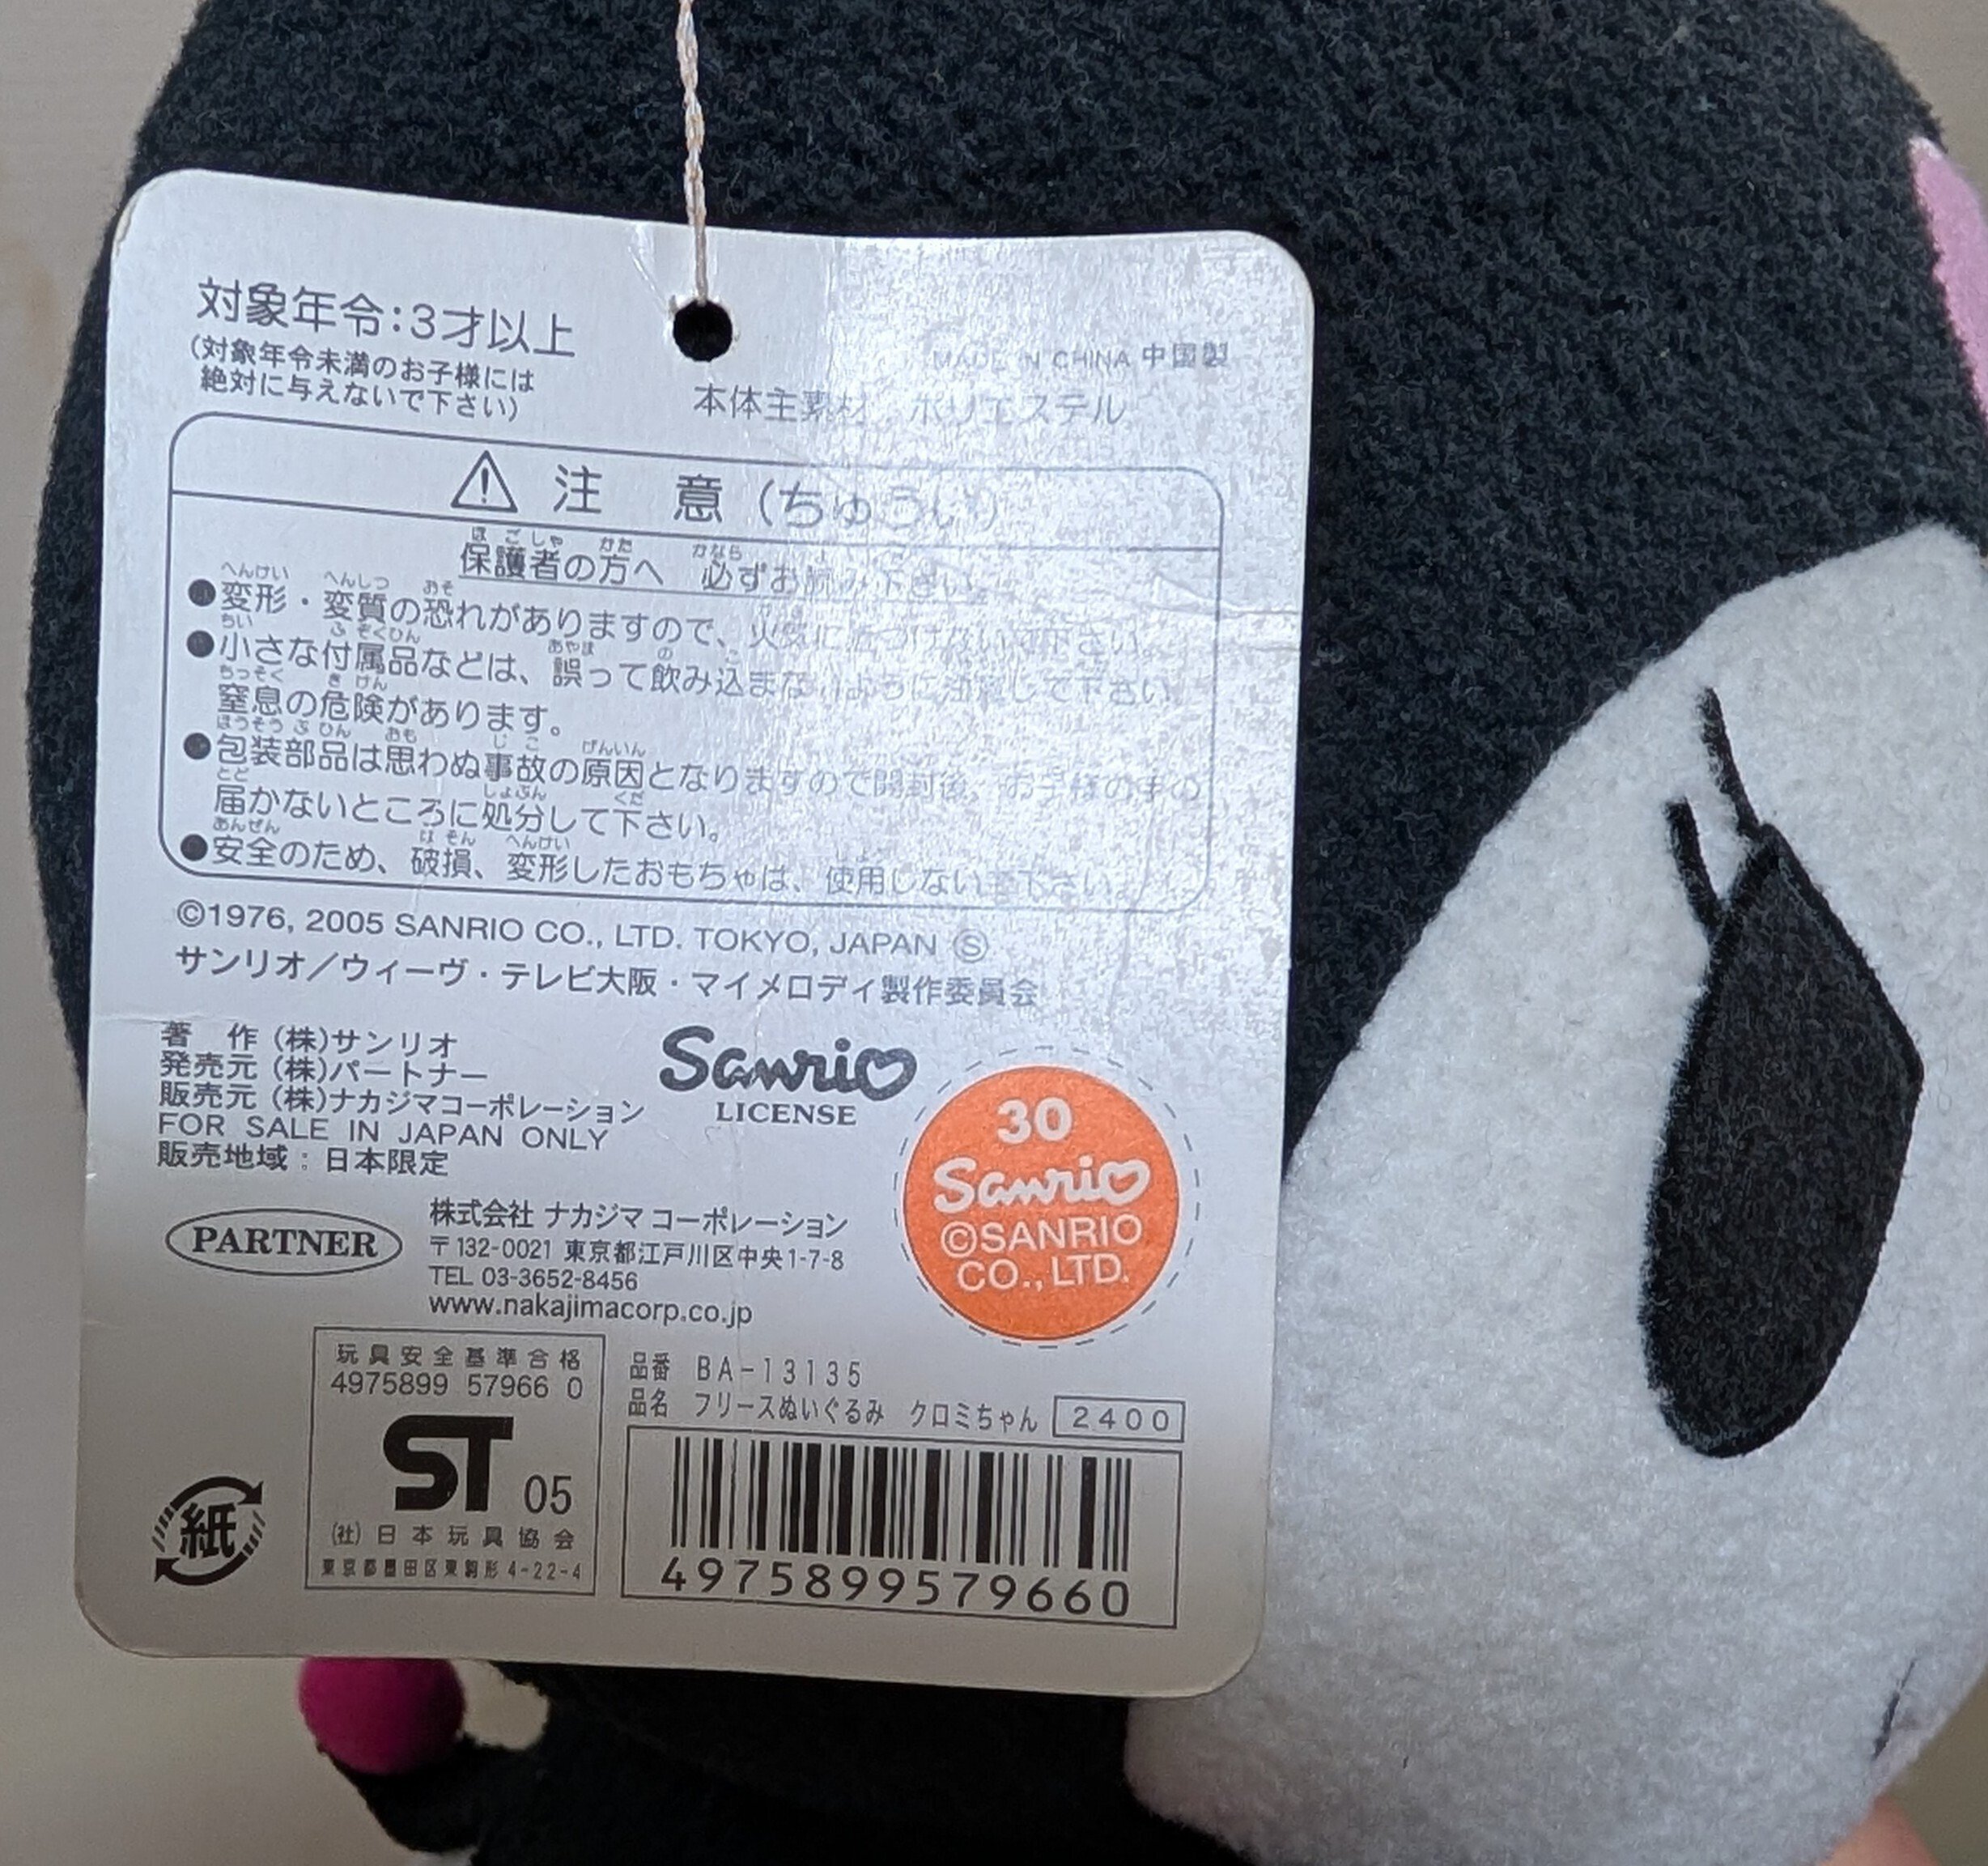 対象年令:3才以上
(対象年令未満のお子様には
絶対に与えないで下さい)
MADE IN CHINA 中国製
本体主素材 ポリエステル
注 意 (ちゅうい)
保護者の方へ 必ずお読み下さい。
●変形・変質の恐れがありますので、火気に近づけないで下さい。
●小さな付属品などは、誤って飲み込まないように注意して下さい。
窒息の危険があります。
●包装部品は思わぬ事故の原因となりますので開封後、お子様の手の
届かないところに処分して下さい。
●安全のため、破損、変形したおもちゃは、使用しないで下さい。
©1976, 2005 SANRIO CO., LTD. TOKYO, JAPAN Ⓢ
サンリオ/ウィーヴ・テレビ大阪・マイメロディ製作委員会
著 作 (株)サンリオ
発売元 (株)パートナー
販売元 (株)ナカジマコーポレーション
FOR SALE IN JAPAN ONLY
販売地域:日本限定
Sanrio
LICENSE
30
Sanrio
©SANRIO
CO.,LTD.
PARTNER
株式会社 ナカジマ コーポレーション
〒132-0021 東京都江戸川区中央1-7-8
TEL 03-3652-8456
www.nakajimacorp.co.jp
玩具安全基準合格
4975899 57966 0
ST 05
(社)日本玩具協会
東京都墨田区東駒形4-22-4
紙
品番 BA-13135
品名 フリースぬいぐるみ クロミちゃん 2400
4975899579660